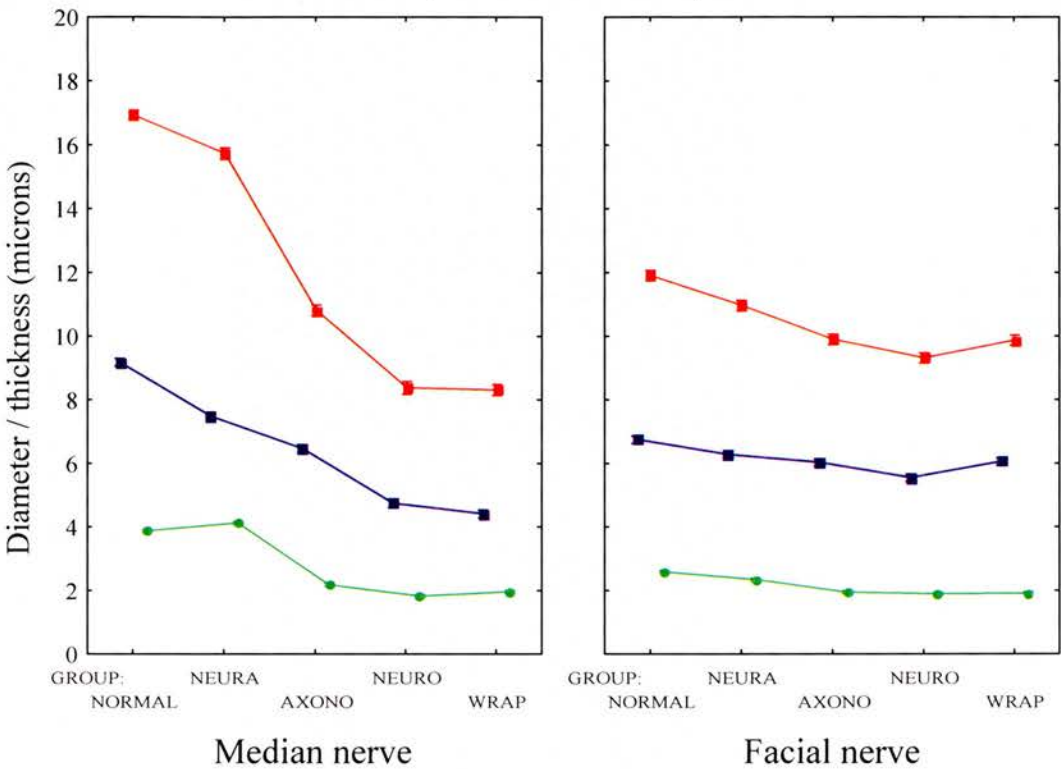 Diameter / thickness (microns)
20
18
16
14
12
10
8
6
4
2
0
GROUP: NEURA NEURO
NORMAL AXONO WRAP
Median nerve
GROUP: NEURA NEURO
NORMAL AXONO WRAP
Facial nerve